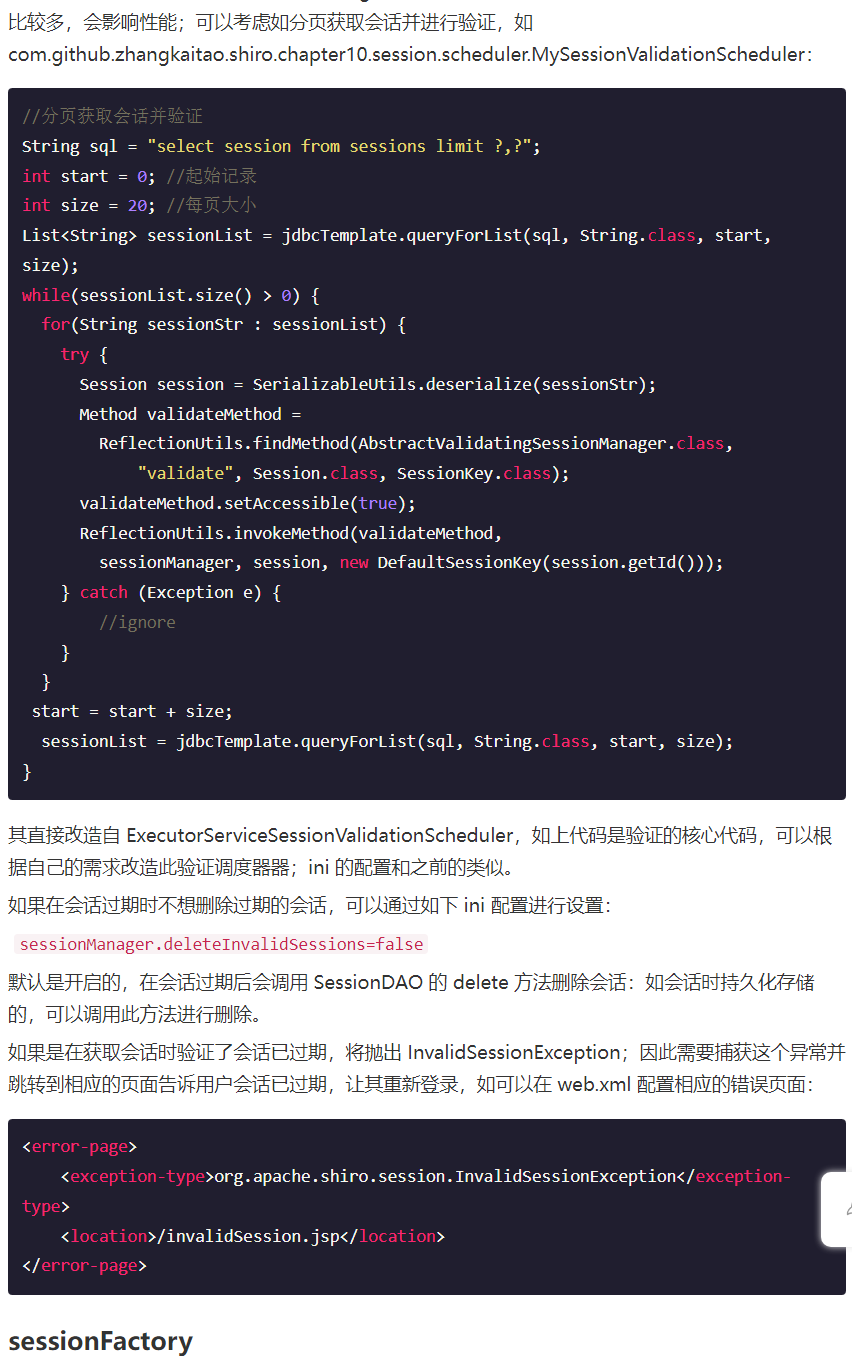 比较多，会影响性能；可以考虑如分页获取会话并进行验证，如
com.github.zhangkaitao.shiro.chapter10.session.scheduler.MySessionValidationScheduler：
//分页获取会话并验证
String sql = "select session from sessions limit ?,?";
int start = 0; //起始记录
int size = 20; //每页大小
List<String> sessionList = jdbcTemplate.queryForList(sql, String.class, start,
size);
while(sessionList.size() > 0) {
  for(String sessionStr : sessionList) {
    try {
      Session session = SerializableUtils.deserialize(sessionStr);
      Method validateMethod =
        ReflectionUtils.findMethod(AbstractValidatingSessionManager.class,
            "validate", Session.class, SessionKey.class);
      validateMethod.setAccessible(true);
      ReflectionUtils.invokeMethod(validateMethod,
        sessionManager, session, new DefaultSessionKey(session.getId()));
    } catch (Exception e) {
        //ignore
    }
  }
 start = start + size;
  sessionList = jdbcTemplate.queryForList(sql, String.class, start, size);
}
其直接改造自 ExecutorServiceSessionValidationScheduler，如上代码是验证的核心代码，可以根
据自己的需求改造此验证调度器器；ini 的配置和之前的类似。
如果在会话过期时不想删除过期的会话，可以通过如下 ini 配置进行设置：
sessionManager.deleteInvalidSessions=false
默认是开启的，在会话过期后会调用 SessionDAO 的 delete 方法删除会话：如会话时持久化存储
的，可以调用此方法进行删除。
如果是在获取会话时验证了会话已过期，将抛出 InvalidSessionException；因此需要捕获这个异常并
跳转到相应的页面告诉用户会话已过期，让其重新登录，如可以在 web.xml 配置相应的错误页面：
<error-page>
    <exception-type>org.apache.shiro.session.InvalidSessionException</exception-
type>
    <location>/invalidSession.jsp</location>
</error-page>
sessionFactory